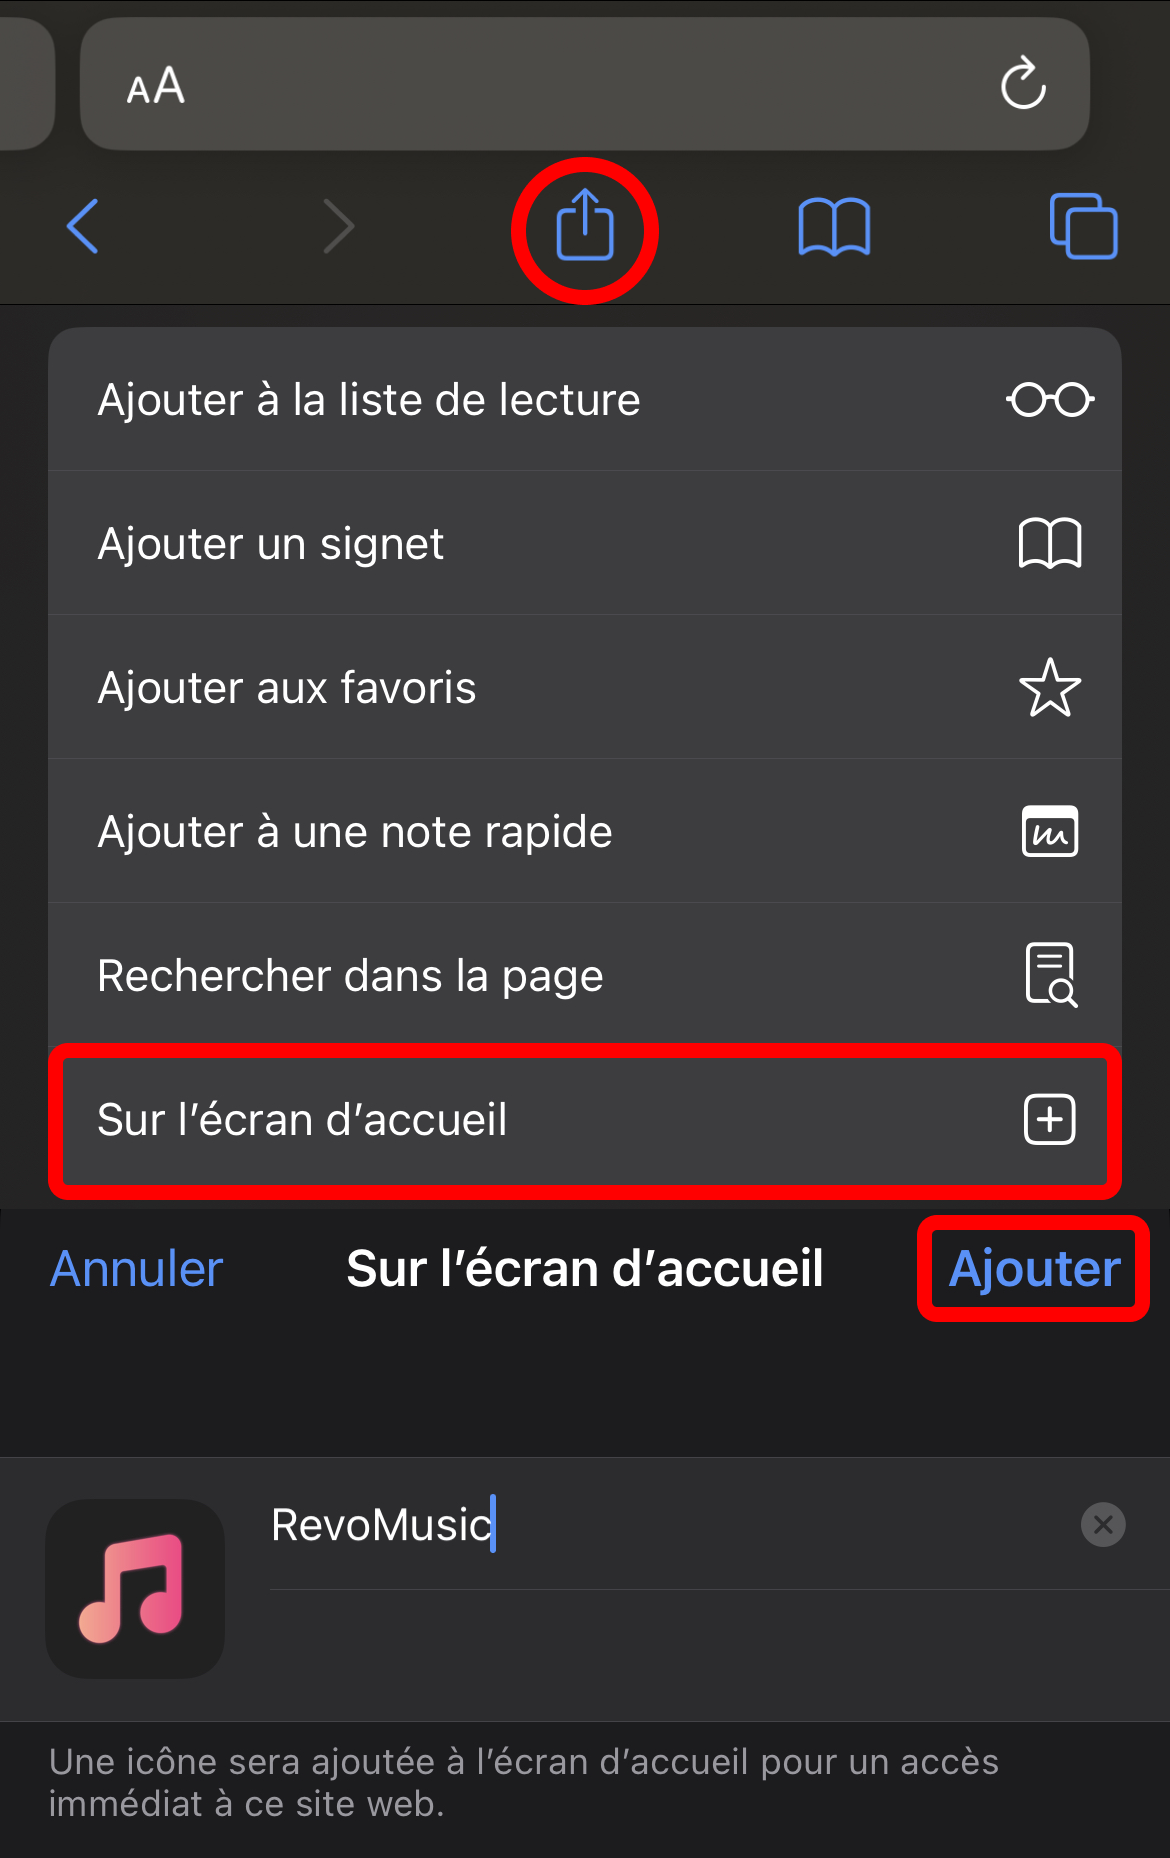 AA
Ajouter à la liste de lecture
Ajouter un signet
Ajouter aux favoris
Ajouter à une note rapide
Rechercher dans la page
Sur l’écran d’accueil
Annuler
Sur l’écran d’accueil
Ajouter
RevoMusic
Une icône sera ajoutée à l’écran d’accueil pour un accès
immédiat à ce site web.